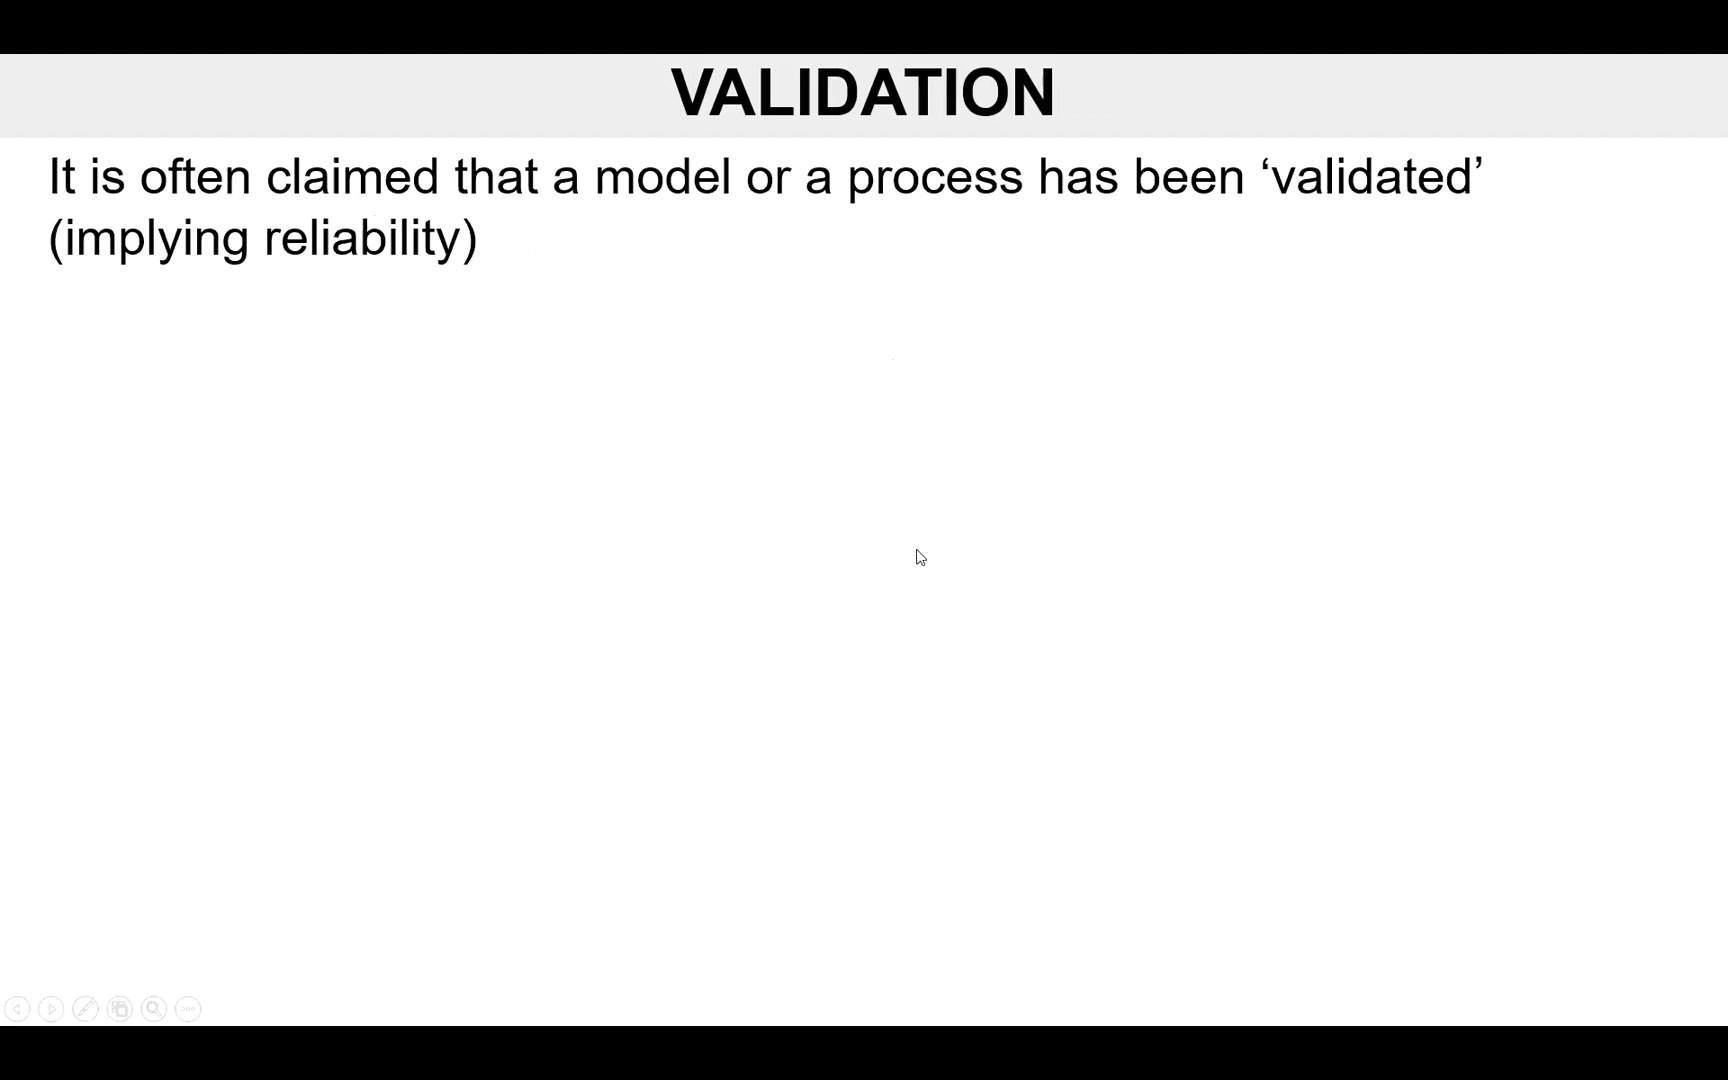 VALIDATION
It is often claimed that a model or a process has been ‘validated’
(implying reliability)